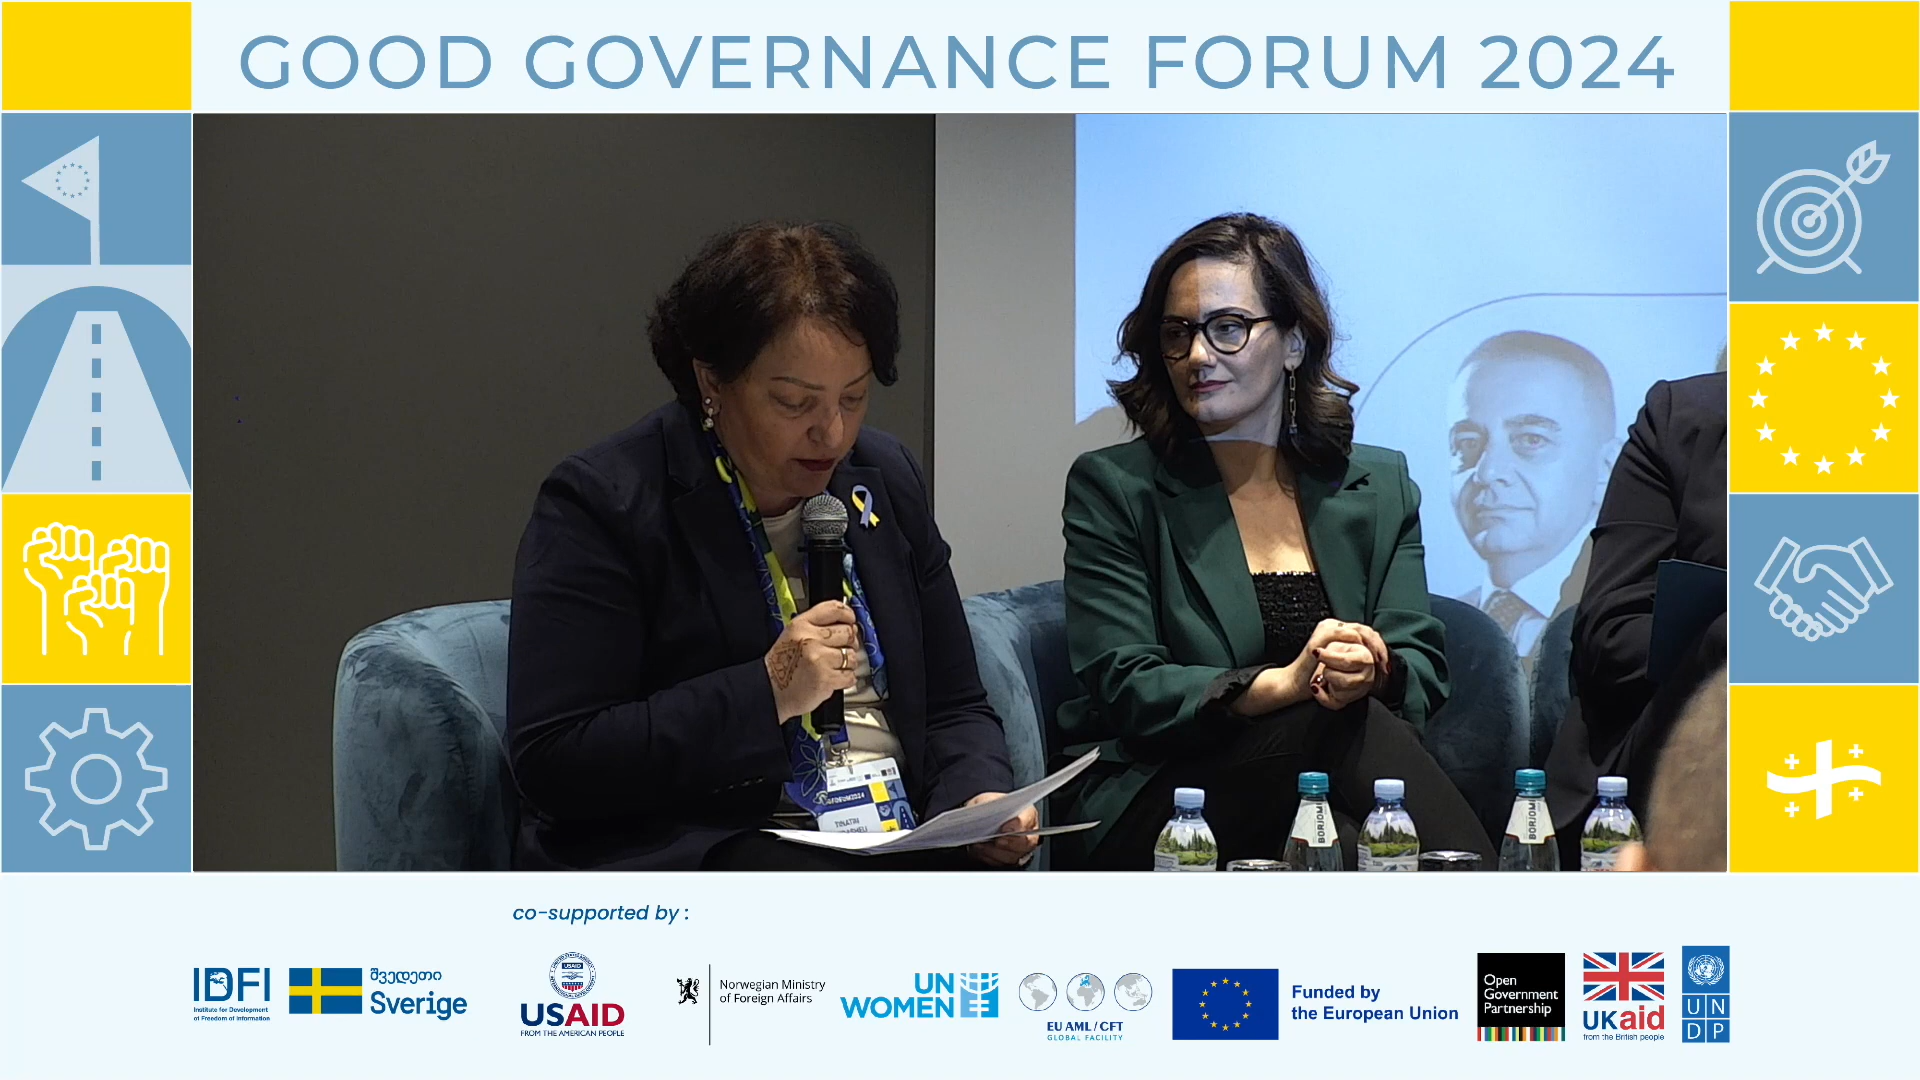 GOOD GOVERNANCE FORUM 2024
TINATIN
BORJOMI
BORJOMI
co-supported by :
IDFI
Institute for Development
of Freedom of Information
შვედეთი
Sverige
USAID
USAID
FROM THE AMERICAN PEOPLE
Norwegian Ministry
of Foreign Affairs
UN
WOMEN
EU AML / CFT
GLOBAL FACILITY
Funded by
the European Union
Open
Government
Partnership
UKaid
from the British people
U N
D P